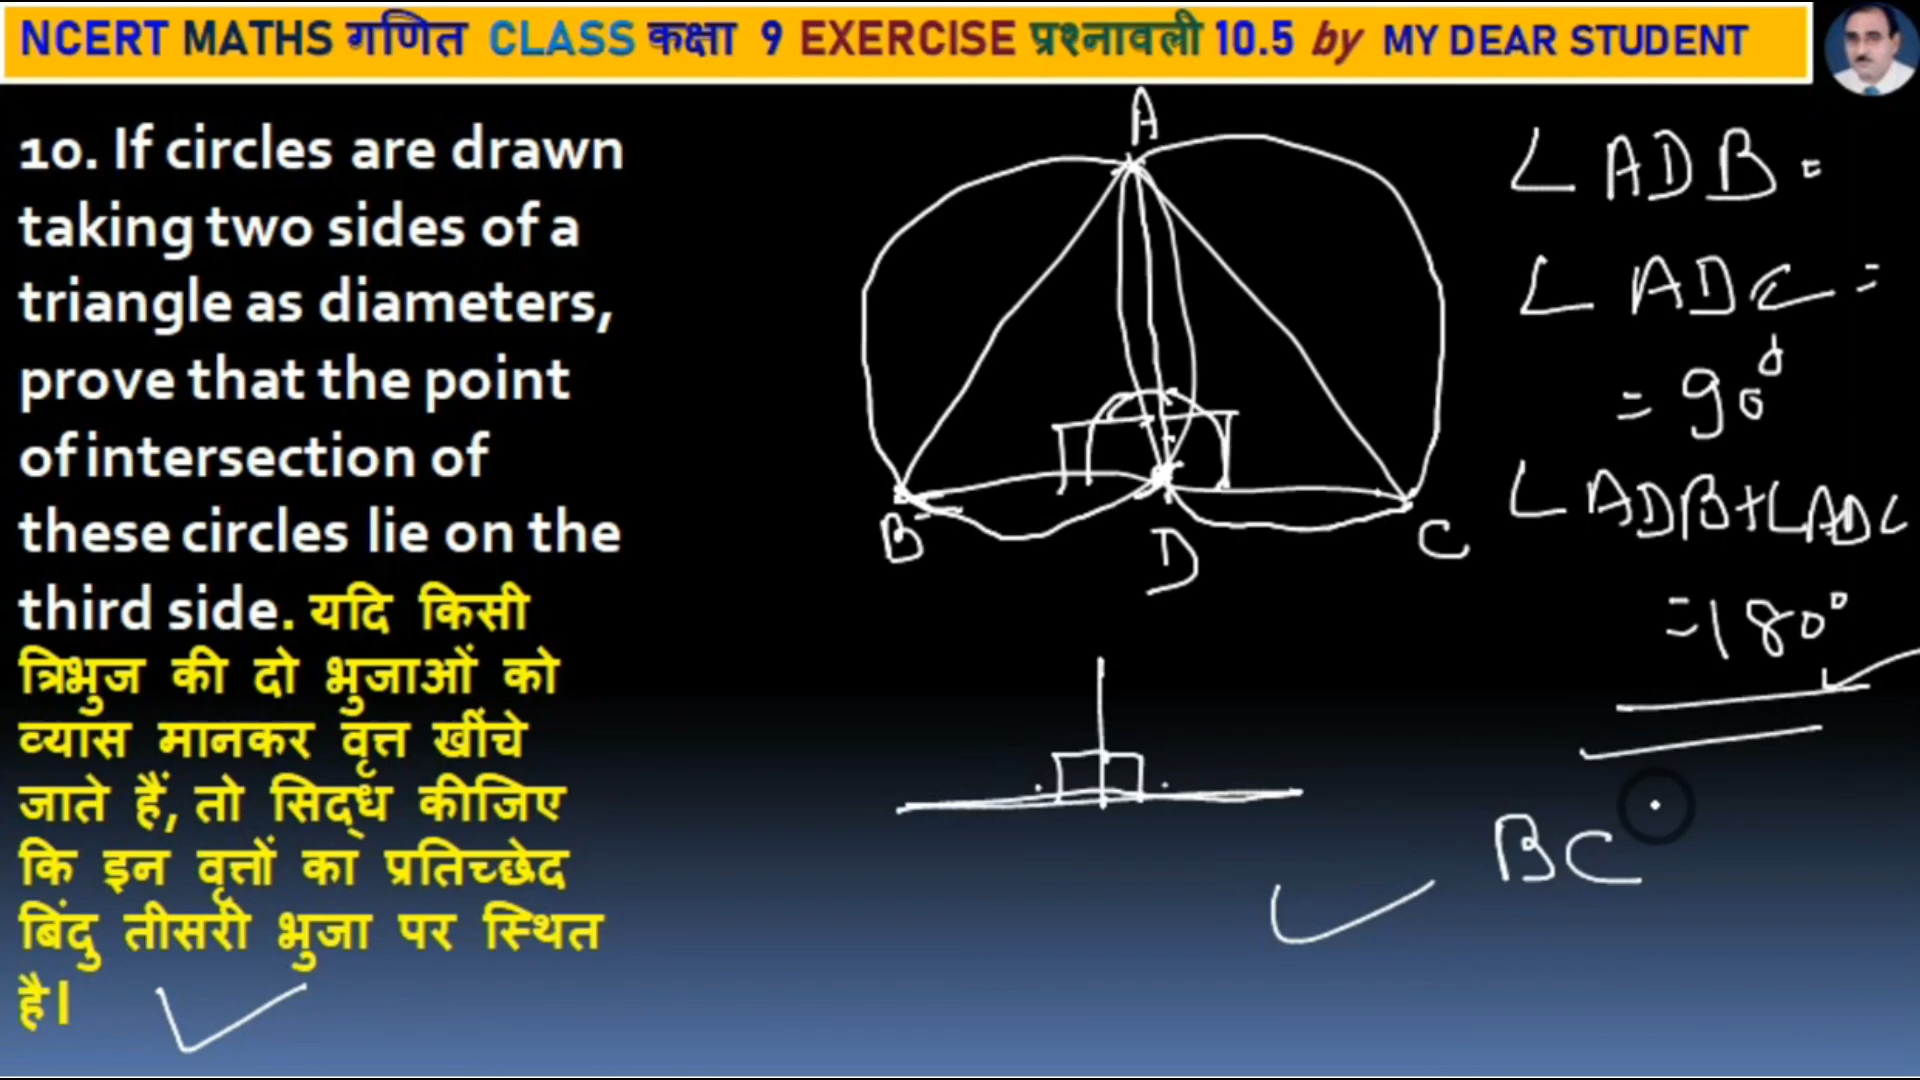 NCERT MATHS गणित CLASS कक्षा 9 EXERCISE प्रश्नावली 10.5 by MY DEAR STUDENT
10. If circles are drawn
taking two sides of a
triangle as diameters,
prove that the point
of intersection of
these circles lie on the
third side. यदि किसी
त्रिभुज की दो भुजाओं को
व्यास मानकर वृत्त खींचे
जाते हैं, तो सिद्ध कीजिए
कि इन वृत्तों का प्रतिच्छेद
बिंदु तीसरी भुजा पर स्थित
है।
A
B
D
C
∠ADB =
∠ADC =
= 90°
∠ADB+∠ADC
=180°
BC